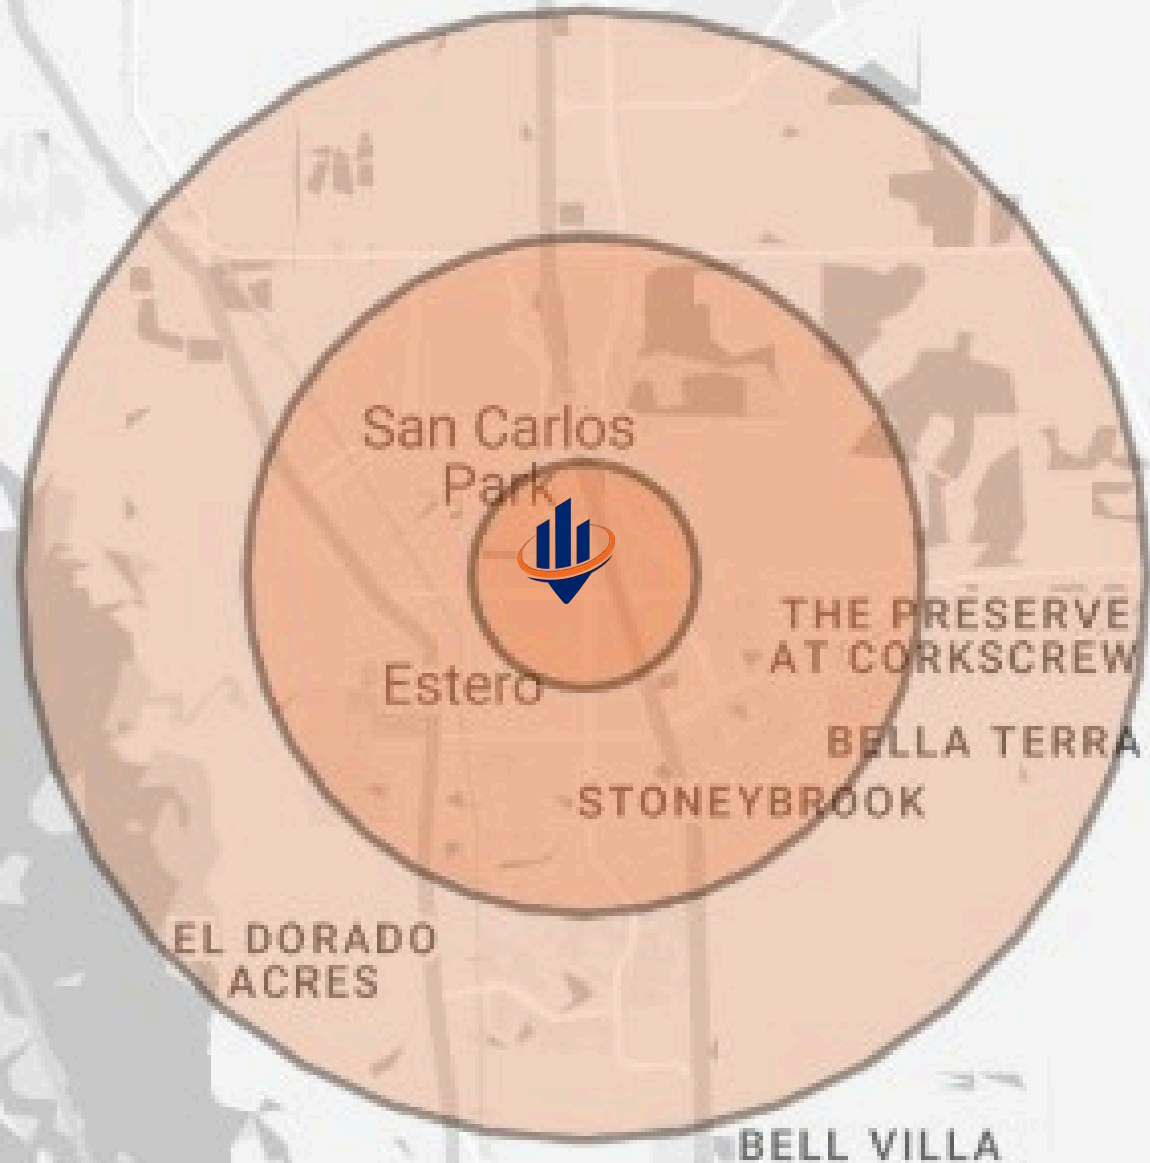 San Carlos
Park
THE PRESERVE
AT CORKSCREW
Estero
BELLA TERRA
STONEYBROOK
EL DORADO
ACRES
BELL VILLA